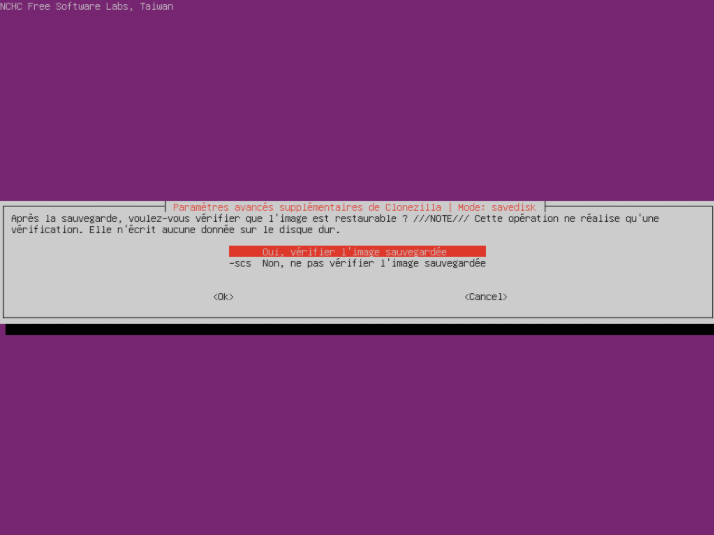 NCHC Free Software Labs, Taiwan
Paramètres avancés supplémentaires de Clonezilla | Mode: savedisk
Après la sauvegarde, voulez-vous vérifier que l'image est restaurable ? ///NOTE/// Cette opération ne réalise qu'une
vérification. Elle n'écrit aucune donnée sur le disque dur.
Oui, vérifier l'image sauvegardée
-scs Non, ne pas vérifier l'image sauvegardée
<Ok> <Cancel>